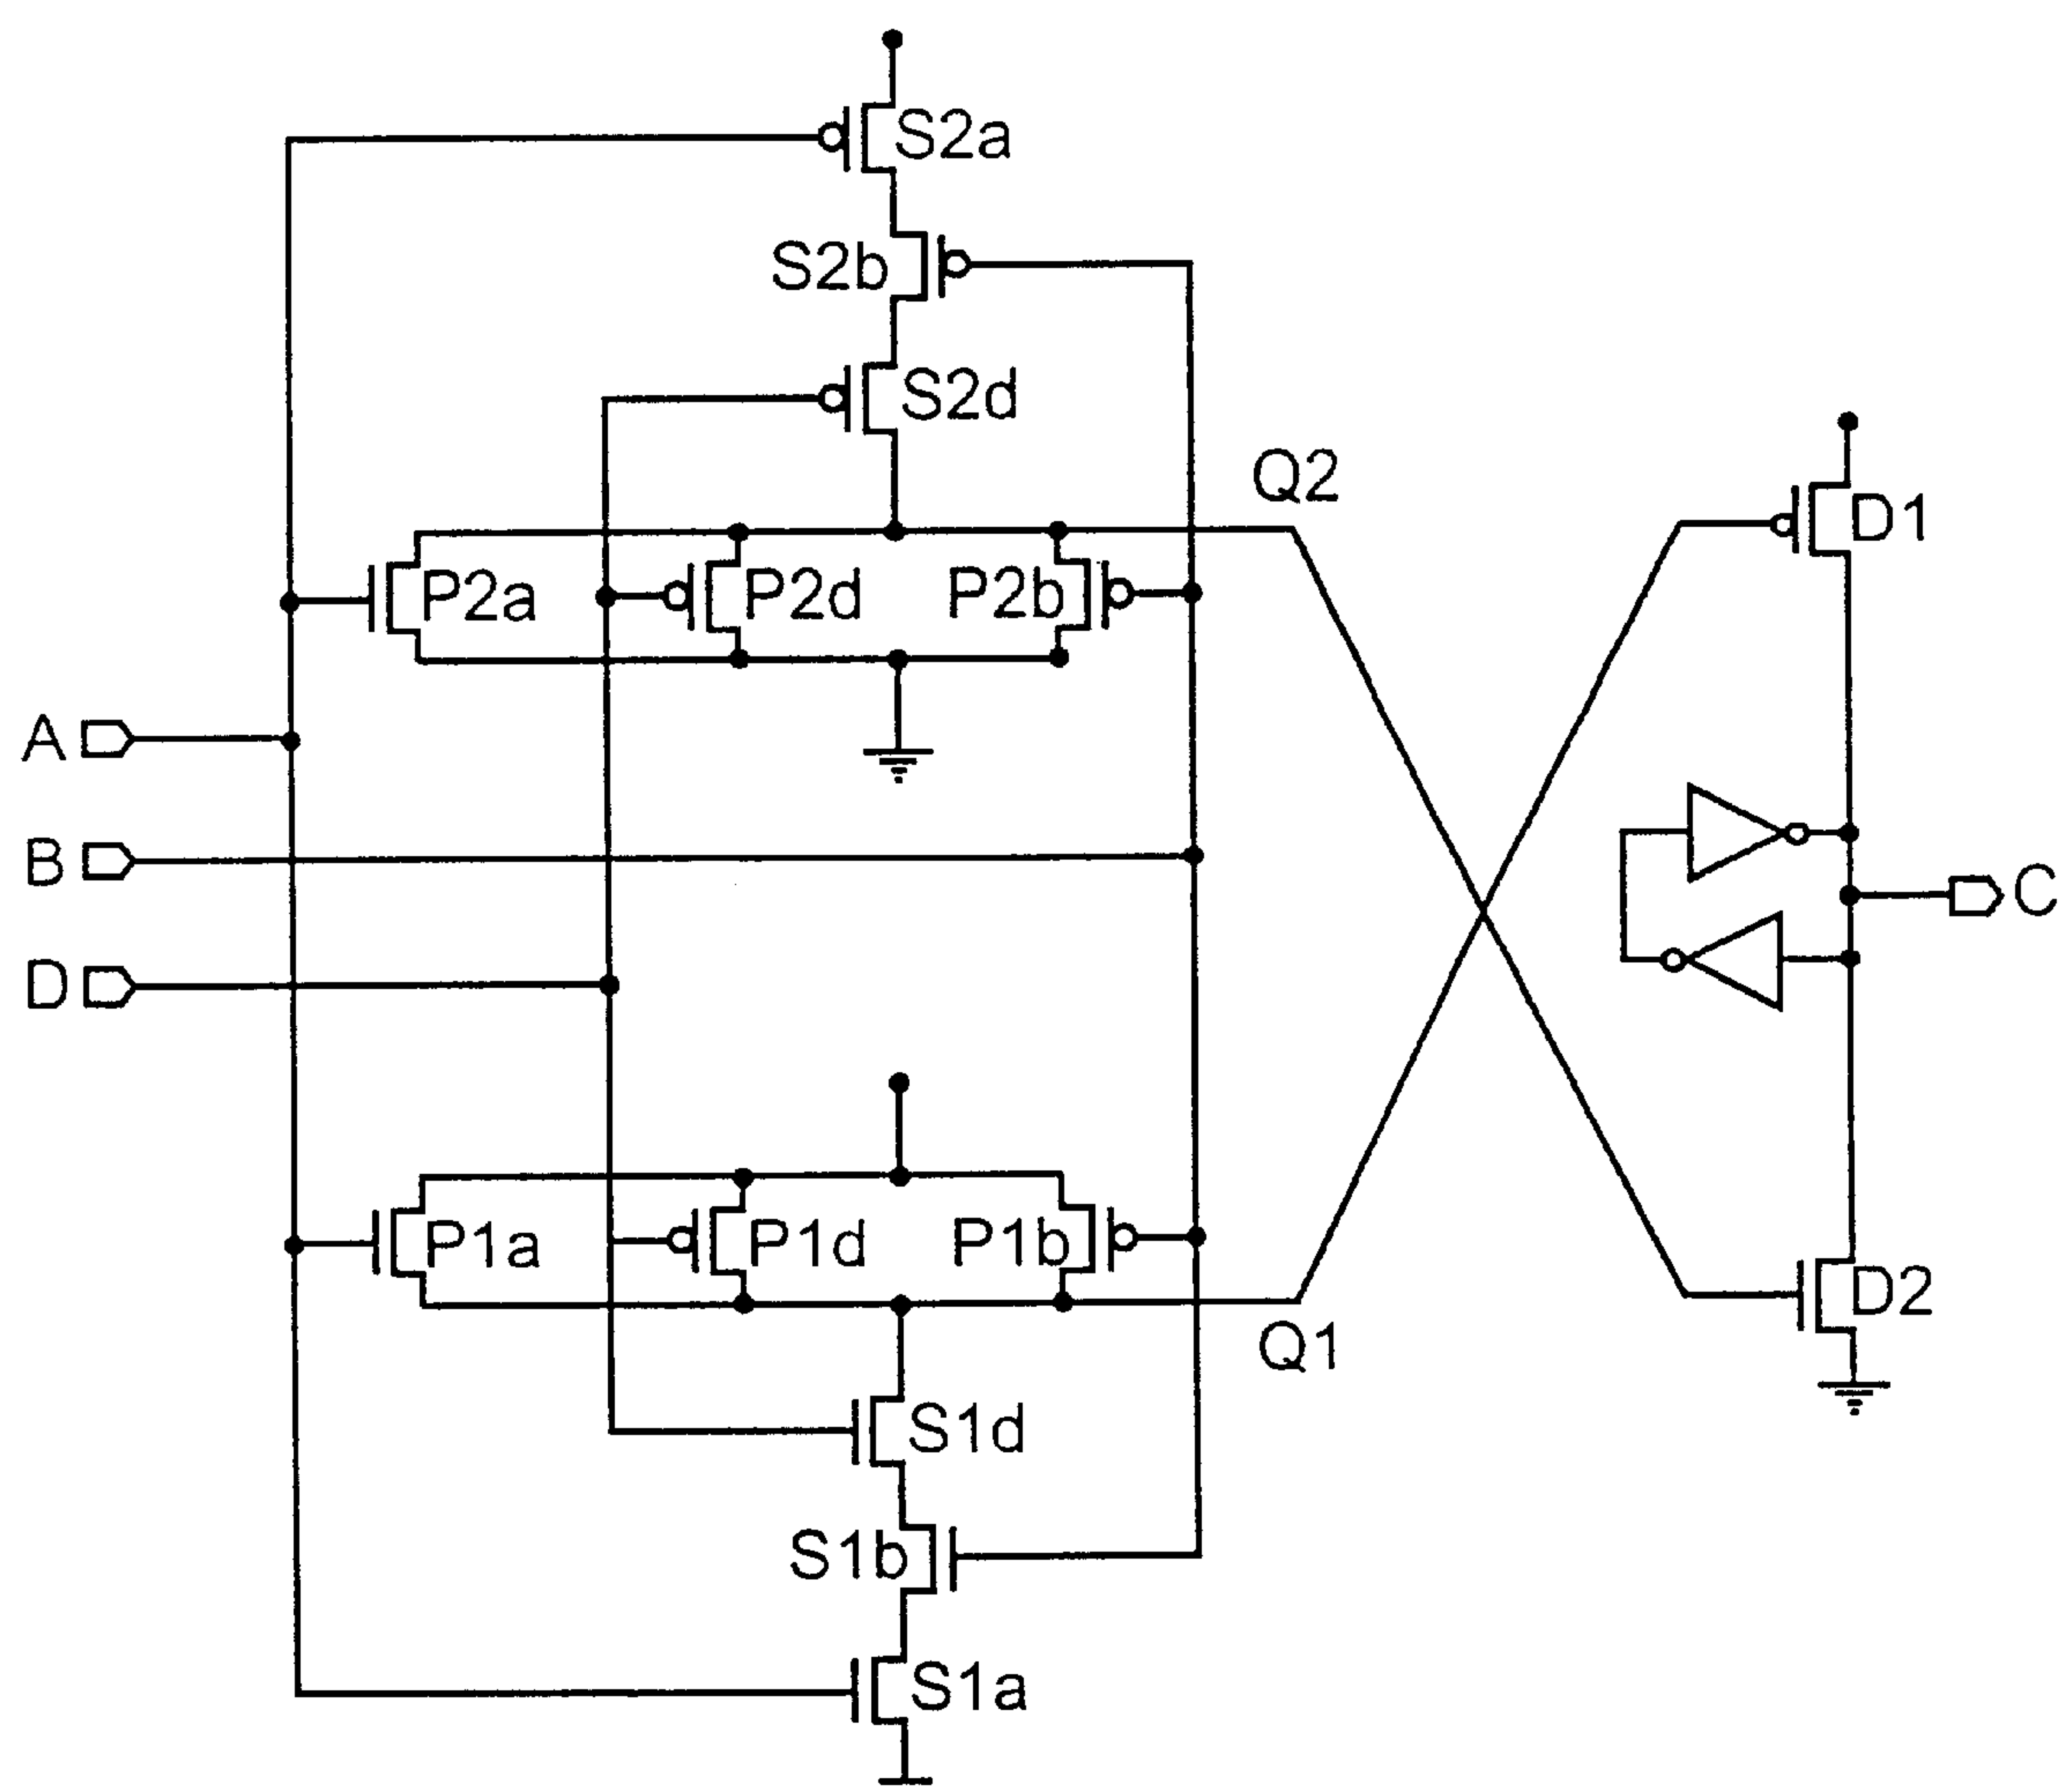 S2a
S2b
S2d
Q2
D1
P2a
P2d
P2b
A
B
C
D
P1a
P1d
P1b
D2
Q1
S1d
S1b
S1a